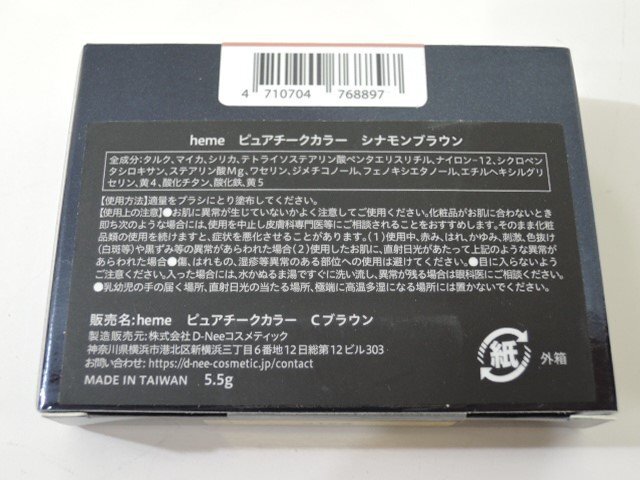 4 710704 768897
heme ピュアチークカラー シナモンブラウン
全成分:タルク、マイカ、シリカ、テトライソステアリン酸ペンタエリスリチル、ナイロン-12、シクロペン
タシロキサン、ステアリン酸Mg、ワセリン、ジメチコノール、フェノキシエタノール、エチルヘキシルグリ
セリン、黄4、酸化チタン、酸化鉄、黄5
【使用方法】適量をブラシにとり塗布してください。
【使用上の注意】●お肌に異常が生じていないかよく注意してご使用ください。化粧品がお肌に合わないとき
即ち次のような場合には、使用を中止し皮膚科専門医等にご相談されることをおすすめします。そのまま化粧
品類の使用を続けますと、症状を悪化させることがあります。(1)使用中、赤み、はれ、かゆみ、刺激、色抜け
(白斑等)や黒ずみ等の異常があらわれた場合(2)使用したお肌に、直射日光があたって上記のような異常が
あらわれた場合●傷、はれもの、湿疹等異常のある部位への使用は避けてください。●目に入らないよう
ご注意ください。入った場合には、水かぬるま湯ですぐに洗い流し、異常が残る場合は眼科医にご相談ください。
●乳幼児の手の届く場所、直射日光の当たる場所、極端に高温多湿になる場所には置かないでください。
販売名:heme ピュアチークカラー Cブラウン
製造販売元:株式会社D-Neeコスメティック
神奈川県横浜市港北区新横浜三丁目6番地12日総第12ビル303
お問い合わせ:https://d-nee-cosmetic.jp/contact
MADE IN TAIWAN 5.5g
紙 外箱